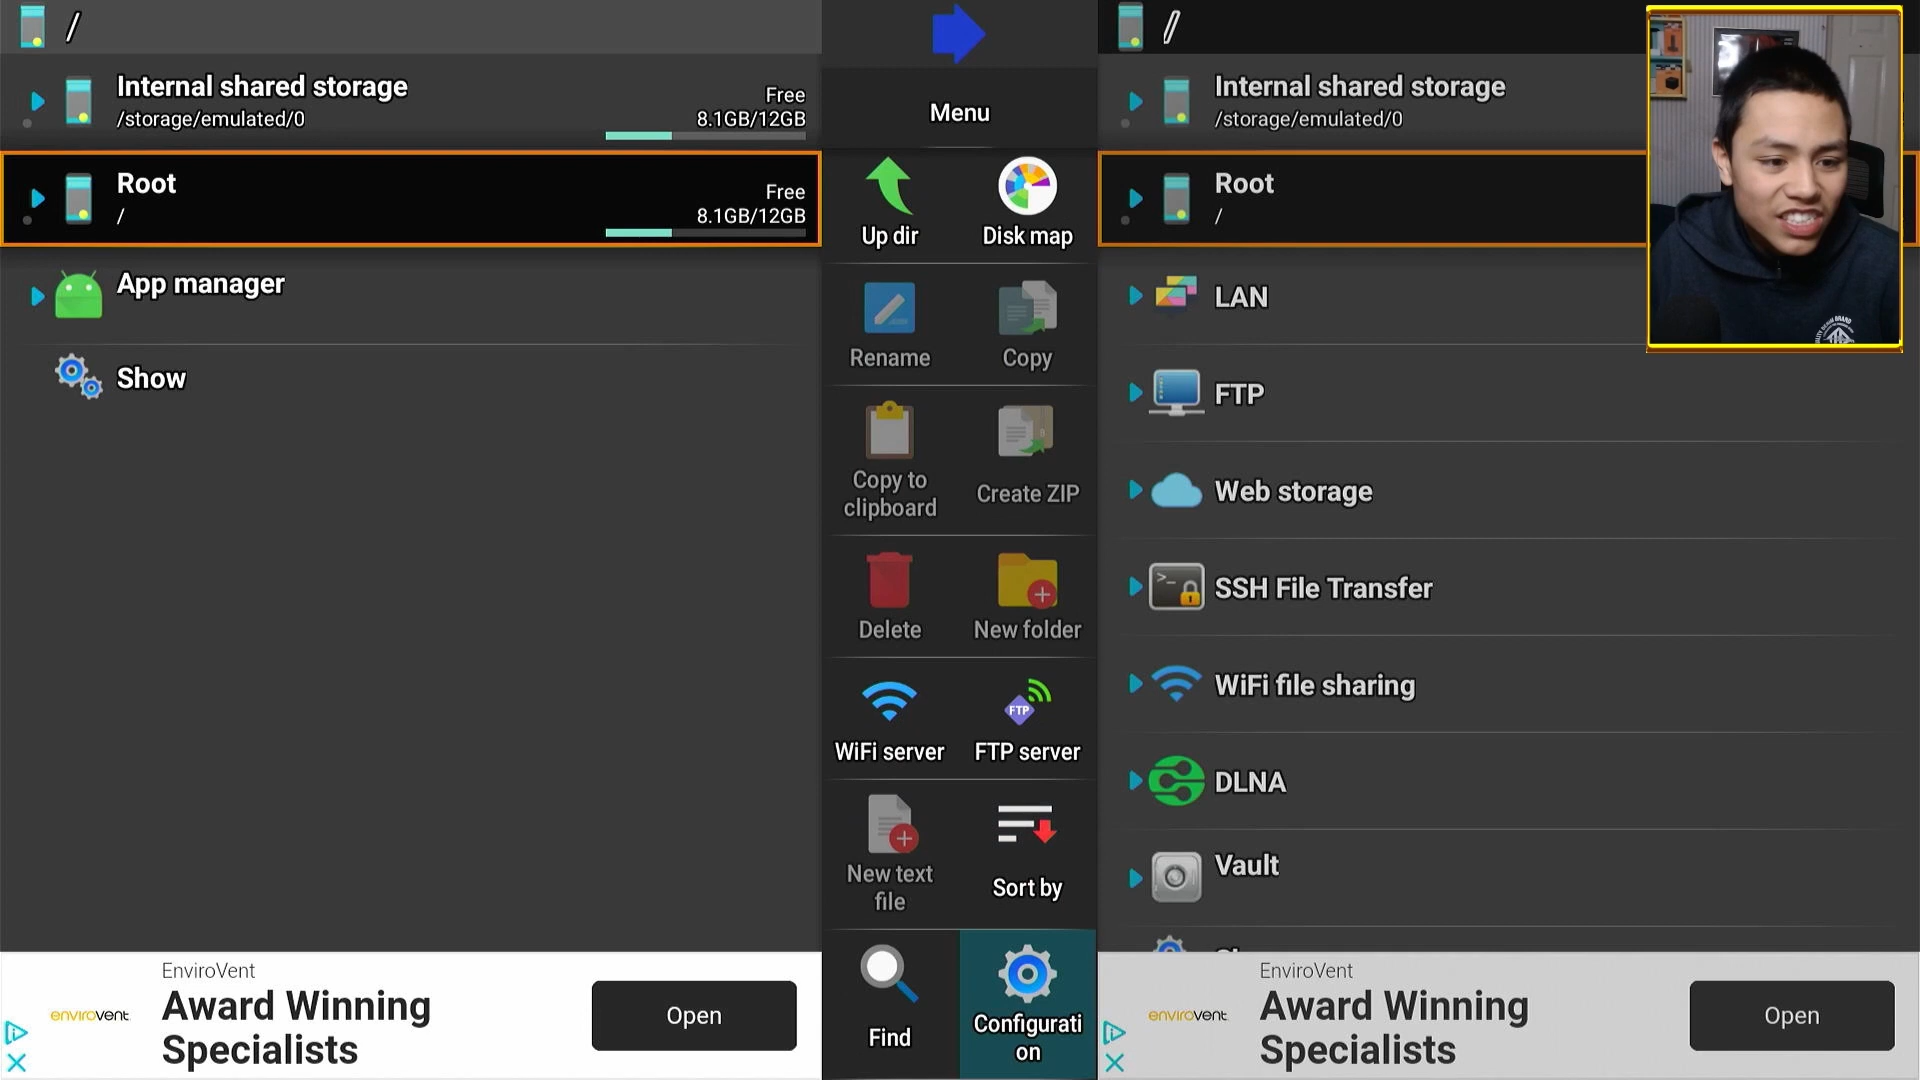 /
Internal shared storage
/storage/emulated/0
Free
8.1GB/12GB
Root
/
Free
8.1GB/12GB
App manager
Show
EnviroVent
envirovent
Award Winning
Specialists
Open
Menu
Up dir
Disk map
Rename
Copy
Copy to
clipboard
Create ZIP
Delete
New folder
WiFi server
FTP
FTP server
New text
file
Sort by
Find
Configurati
on
/
Internal shared storage
/storage/emulated/0
Root
/
LAN
FTP
Web storage
SSH File Transfer
WiFi file sharing
DLNA
Vault
EnviroVent
envirovent
Award Winning
Specialists
Open